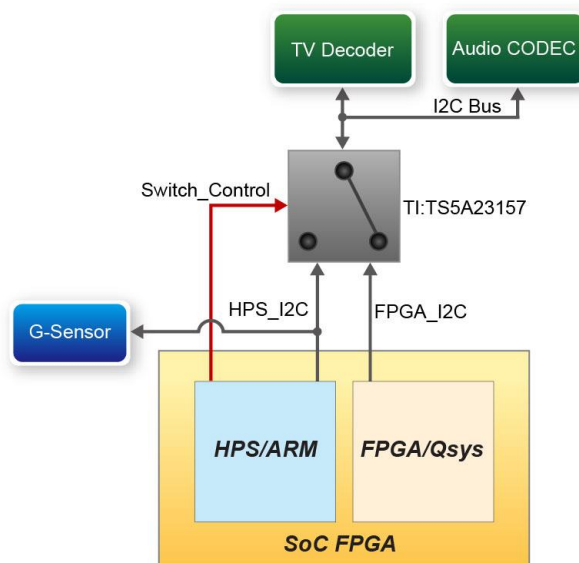 TV Decoder
Audio CODEC
I2C Bus
Switch_Control
TI:TS5A23157
HPS_I2C
FPGA_I2C
G-Sensor
HPS/ARM
FPGA/Qsys
SoC FPGA